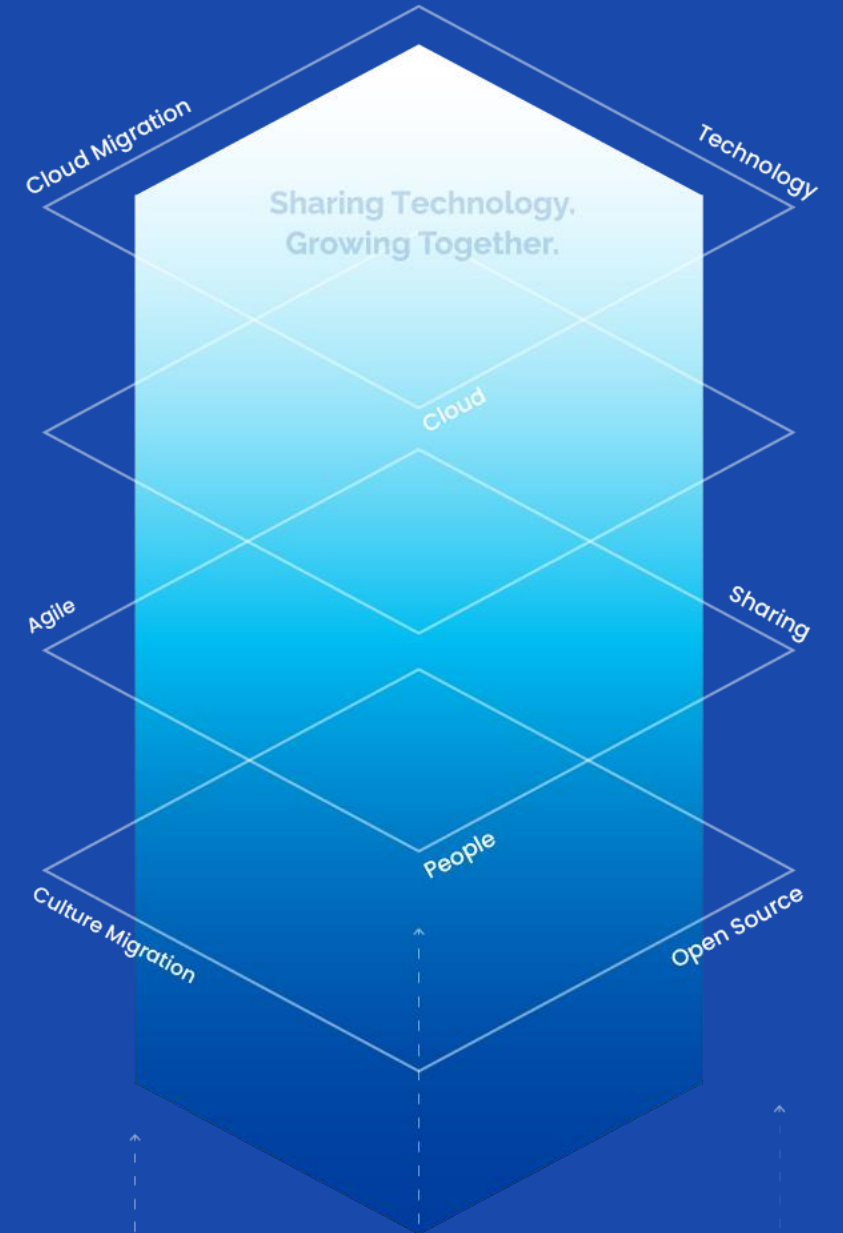 Cloud Migration
Technology
Sharing Technology.
Growing Together.
Cloud
Agile
Sharing
People
Culture Migration
Open Source